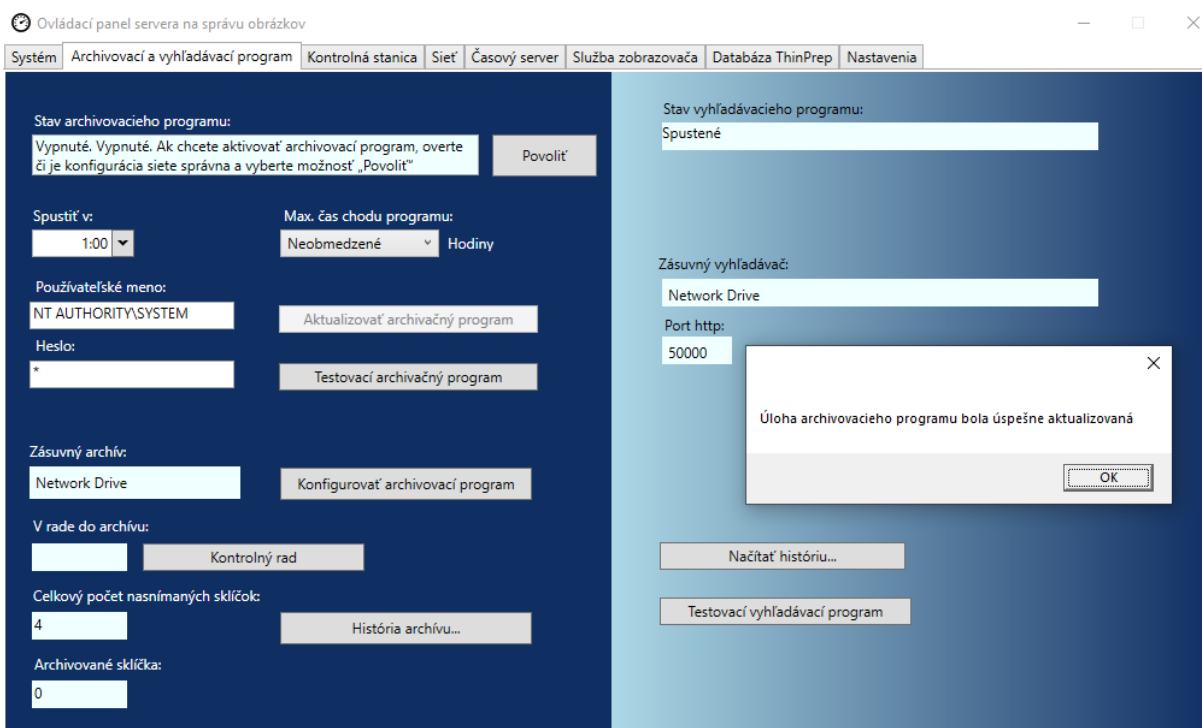 Ovládací panel servera na správu obrázkov
Systém
Archivovací a vyhľadávací program
Kontrolná stanica
Sieť
Časový server
Služba zobrazovača
Databáza ThinPrep
Nastavenia
Stav archivovacieho programu:
Vypnuté. Vypnuté. Ak chcete aktivovať archivovací program, overte
či je konfigurácia siete správna a vyberte možnosť „Povoliť“
Povoliť
Spustiť v:
1:00
Max. čas chodu programu:
Neobmedzené
Hodiny
Používateľské meno:
NT AUTHORITY\SYSTEM
Aktualizovať archivačný program
Heslo:
*
Testovací archivačný program
Zásuvný archív:
Network Drive
Konfigurovať archivovací program
V rade do archívu:
Kontrolný rad
Celkový počet nasnímaných sklíčok:
4
História archívu...
Archivované sklíčka:
0
Stav vyhľadávacieho programu:
Spustené
Zásuvný vyhľadávač:
Network Drive
Port http:
50000
Úloha archivovacieho programu bola úspešne aktualizovaná
OK
Načítať históriu...
Testovací vyhľadávací program